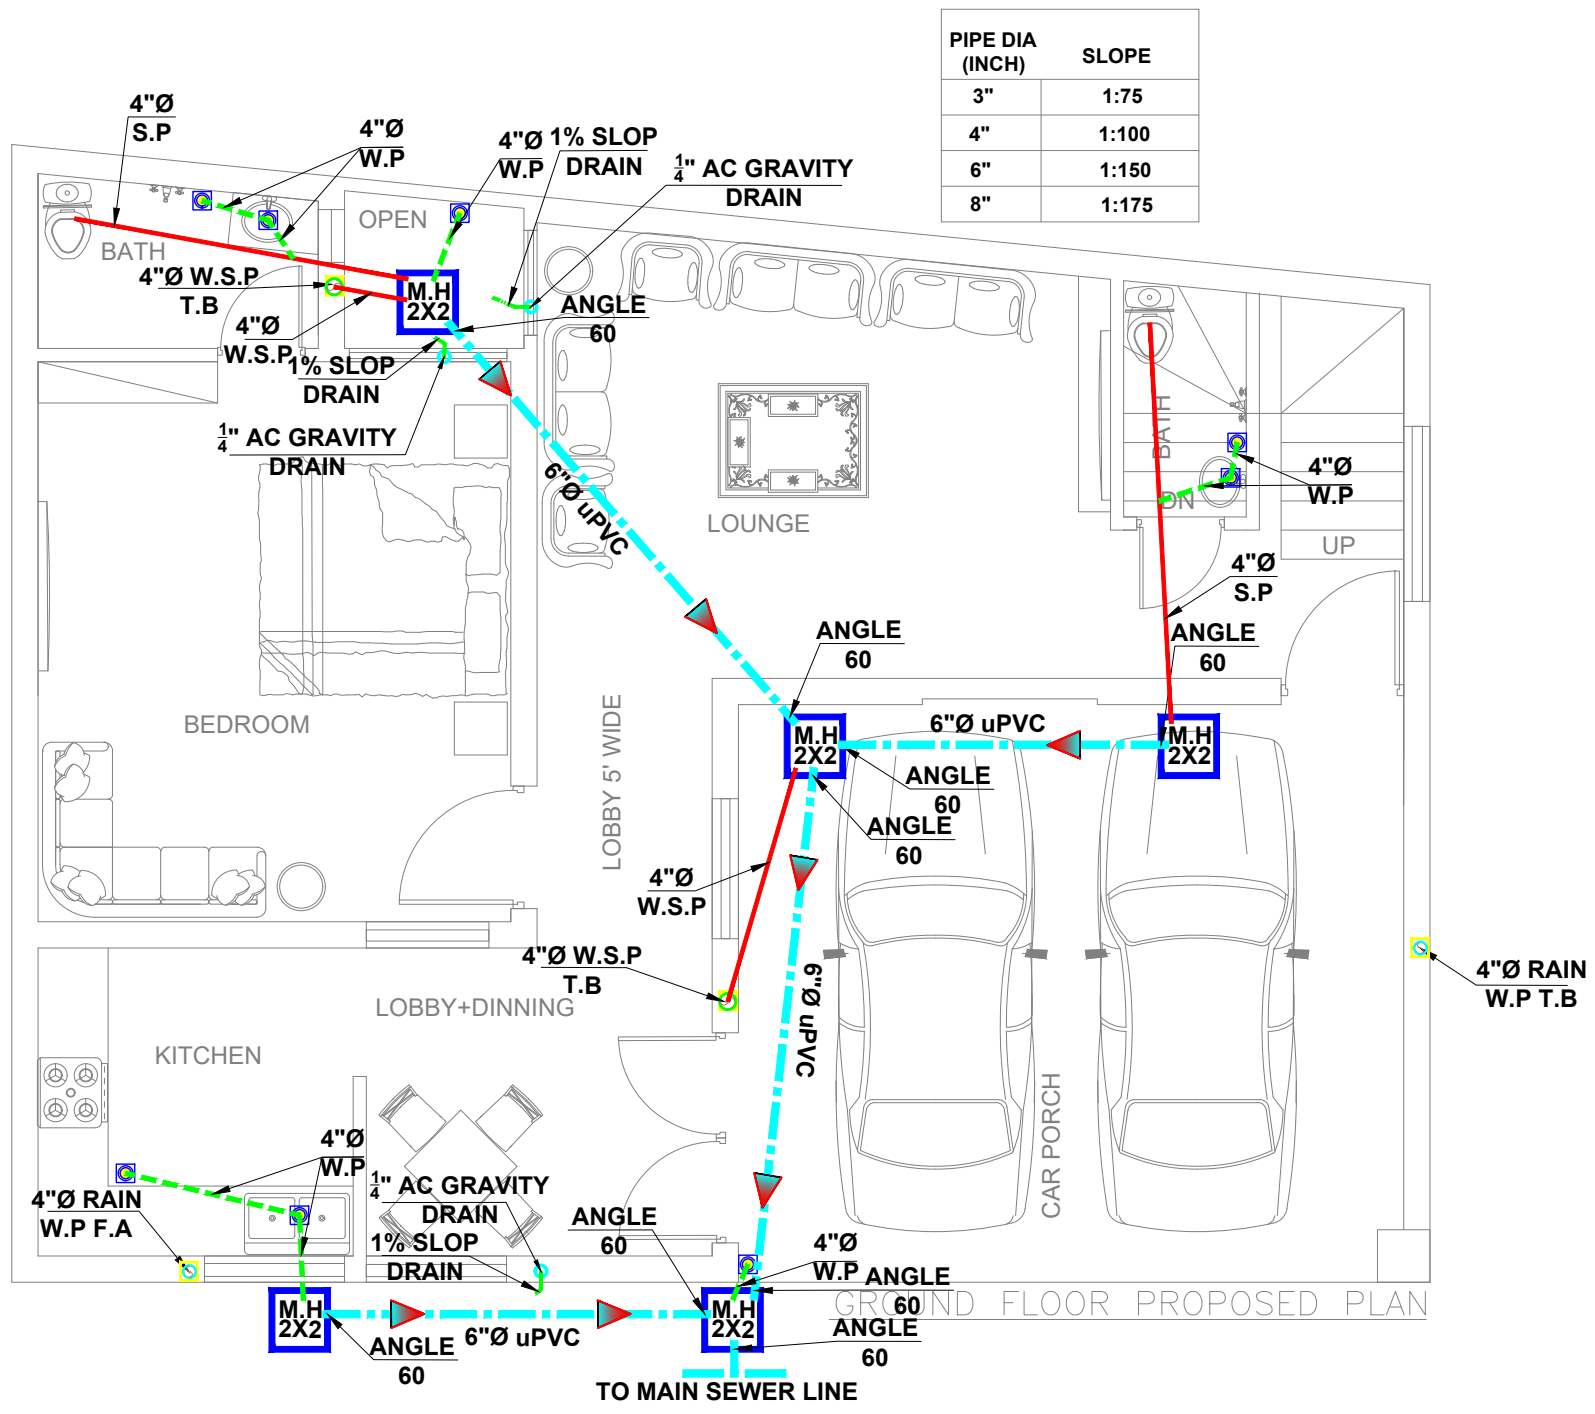 PIPE DIA
(INCH)
SLOPE
3"
1:75
4"
1:100
6"
1:150
8"
1:175
4"Ø
S.P
4"Ø
W.P
4"Ø
W.P
1% SLOP
DRAIN
1/4" AC GRAVITY
DRAIN
OPEN
BATH
4"Ø W.S.P
T.B
M.H
2X2
ANGLE
60
4"Ø
W.S.P
1% SLOP
DRAIN
1/4" AC GRAVITY
DRAIN
6"Ø uPVC
LOUNGE
BATH
DN
4"Ø
W.P
UP
4"Ø
S.P
ANGLE
60
ANGLE
60
BEDROOM
LOBBY 5' WIDE
M.H
2X2
6"Ø uPVC
M.H
2X2
ANGLE
60
ANGLE
60
4"Ø
W.S.P
4"Ø W.S.P
T.B
6"Ø uPVC
4"Ø RAIN
W.P T.B
LOBBY+DINNING
KITCHEN
CAR PORCH
4"Ø
W.P
4"Ø RAIN
W.P F.A
1/4" AC GRAVITY
DRAIN
1% SLOP
DRAIN
ANGLE
60
4"Ø
W.P
ANGLE
60
GROUND FLOOR PROPOSED PLAN
M.H
2X2
6"Ø uPVC
M.H
2X2
ANGLE
60
ANGLE
60
TO MAIN SEWER LINE